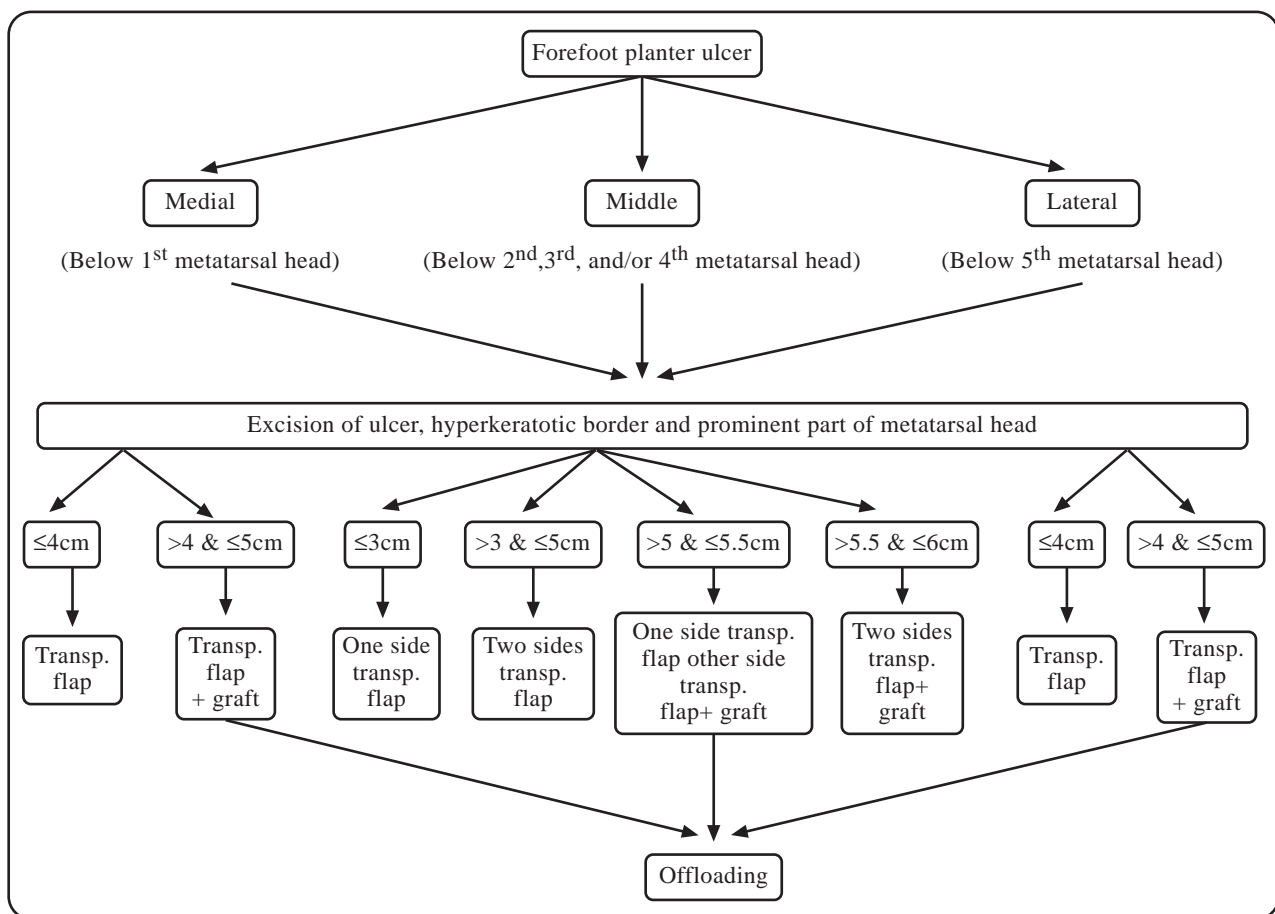 Forefoot planter ulcer
Medial
Middle
Lateral
(Below 1st metatarsal head)
(Below 2nd,3rd, and/or 4th metatarsal head)
(Below 5th metatarsal head)
Excision of ulcer, hyperkeratotic border and prominent part of metatarsal head
≤4cm
>4 & ≤5cm
≤3cm
>3 & ≤5cm
>5 & ≤5.5cm
>5.5 & ≤6cm
≤4cm
>4 & ≤5cm
Transp.
flap
Transp.
flap
+ graft
One side
transp.
flap
Two sides
transp.
flap
One side transp.
flap other side
transp.
flap+ graft
Two sides
transp.
flap+
graft
Transp.
flap
Transp.
flap
+ graft
Offloading